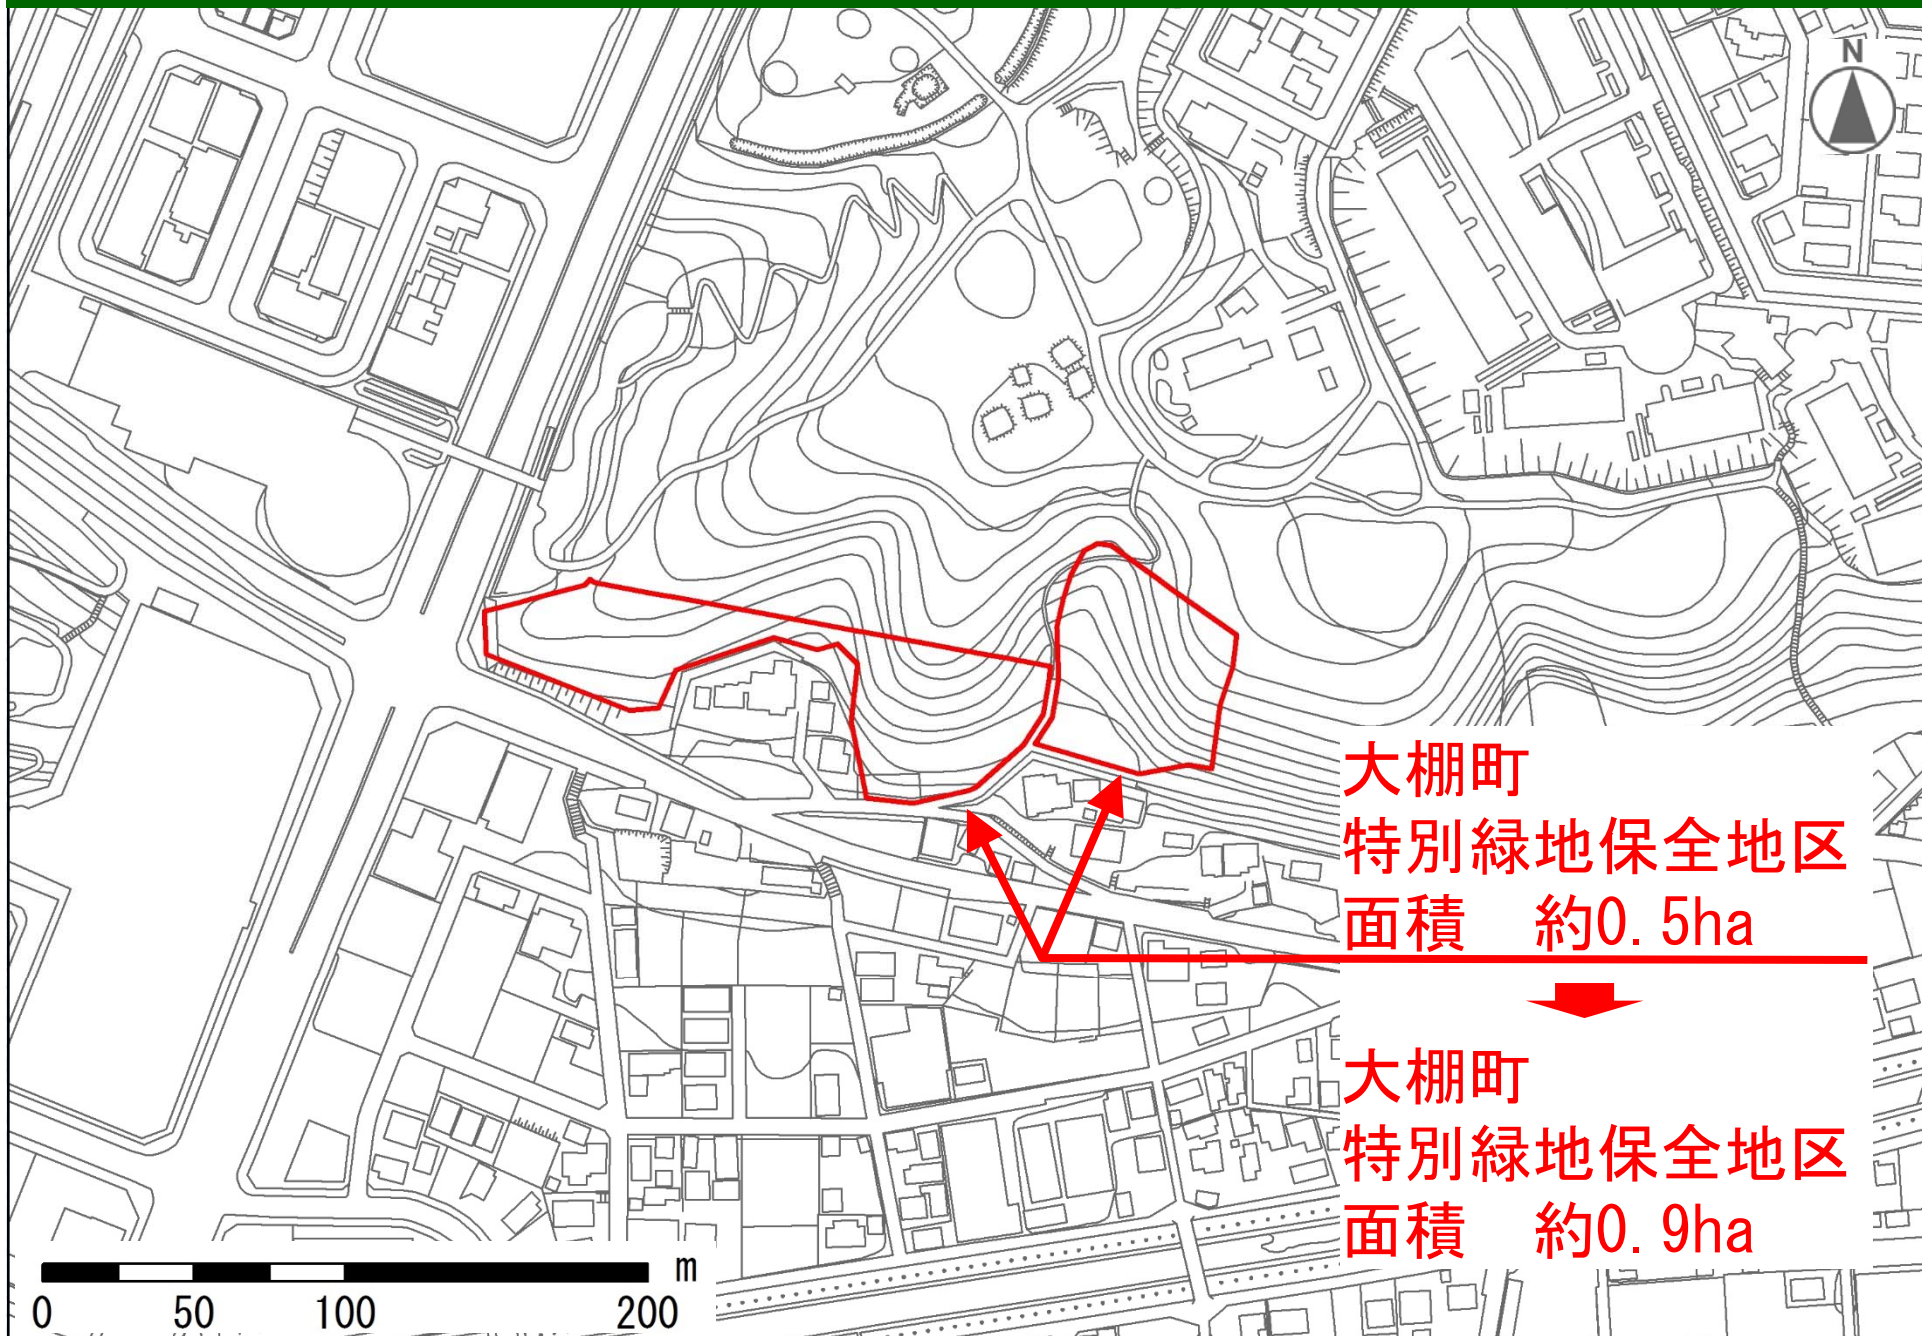 N
大棚町
特別緑地保全地区
面積　約0.5ha
大棚町
特別緑地保全地区
面積　約0.9ha
m
0 50 100 200